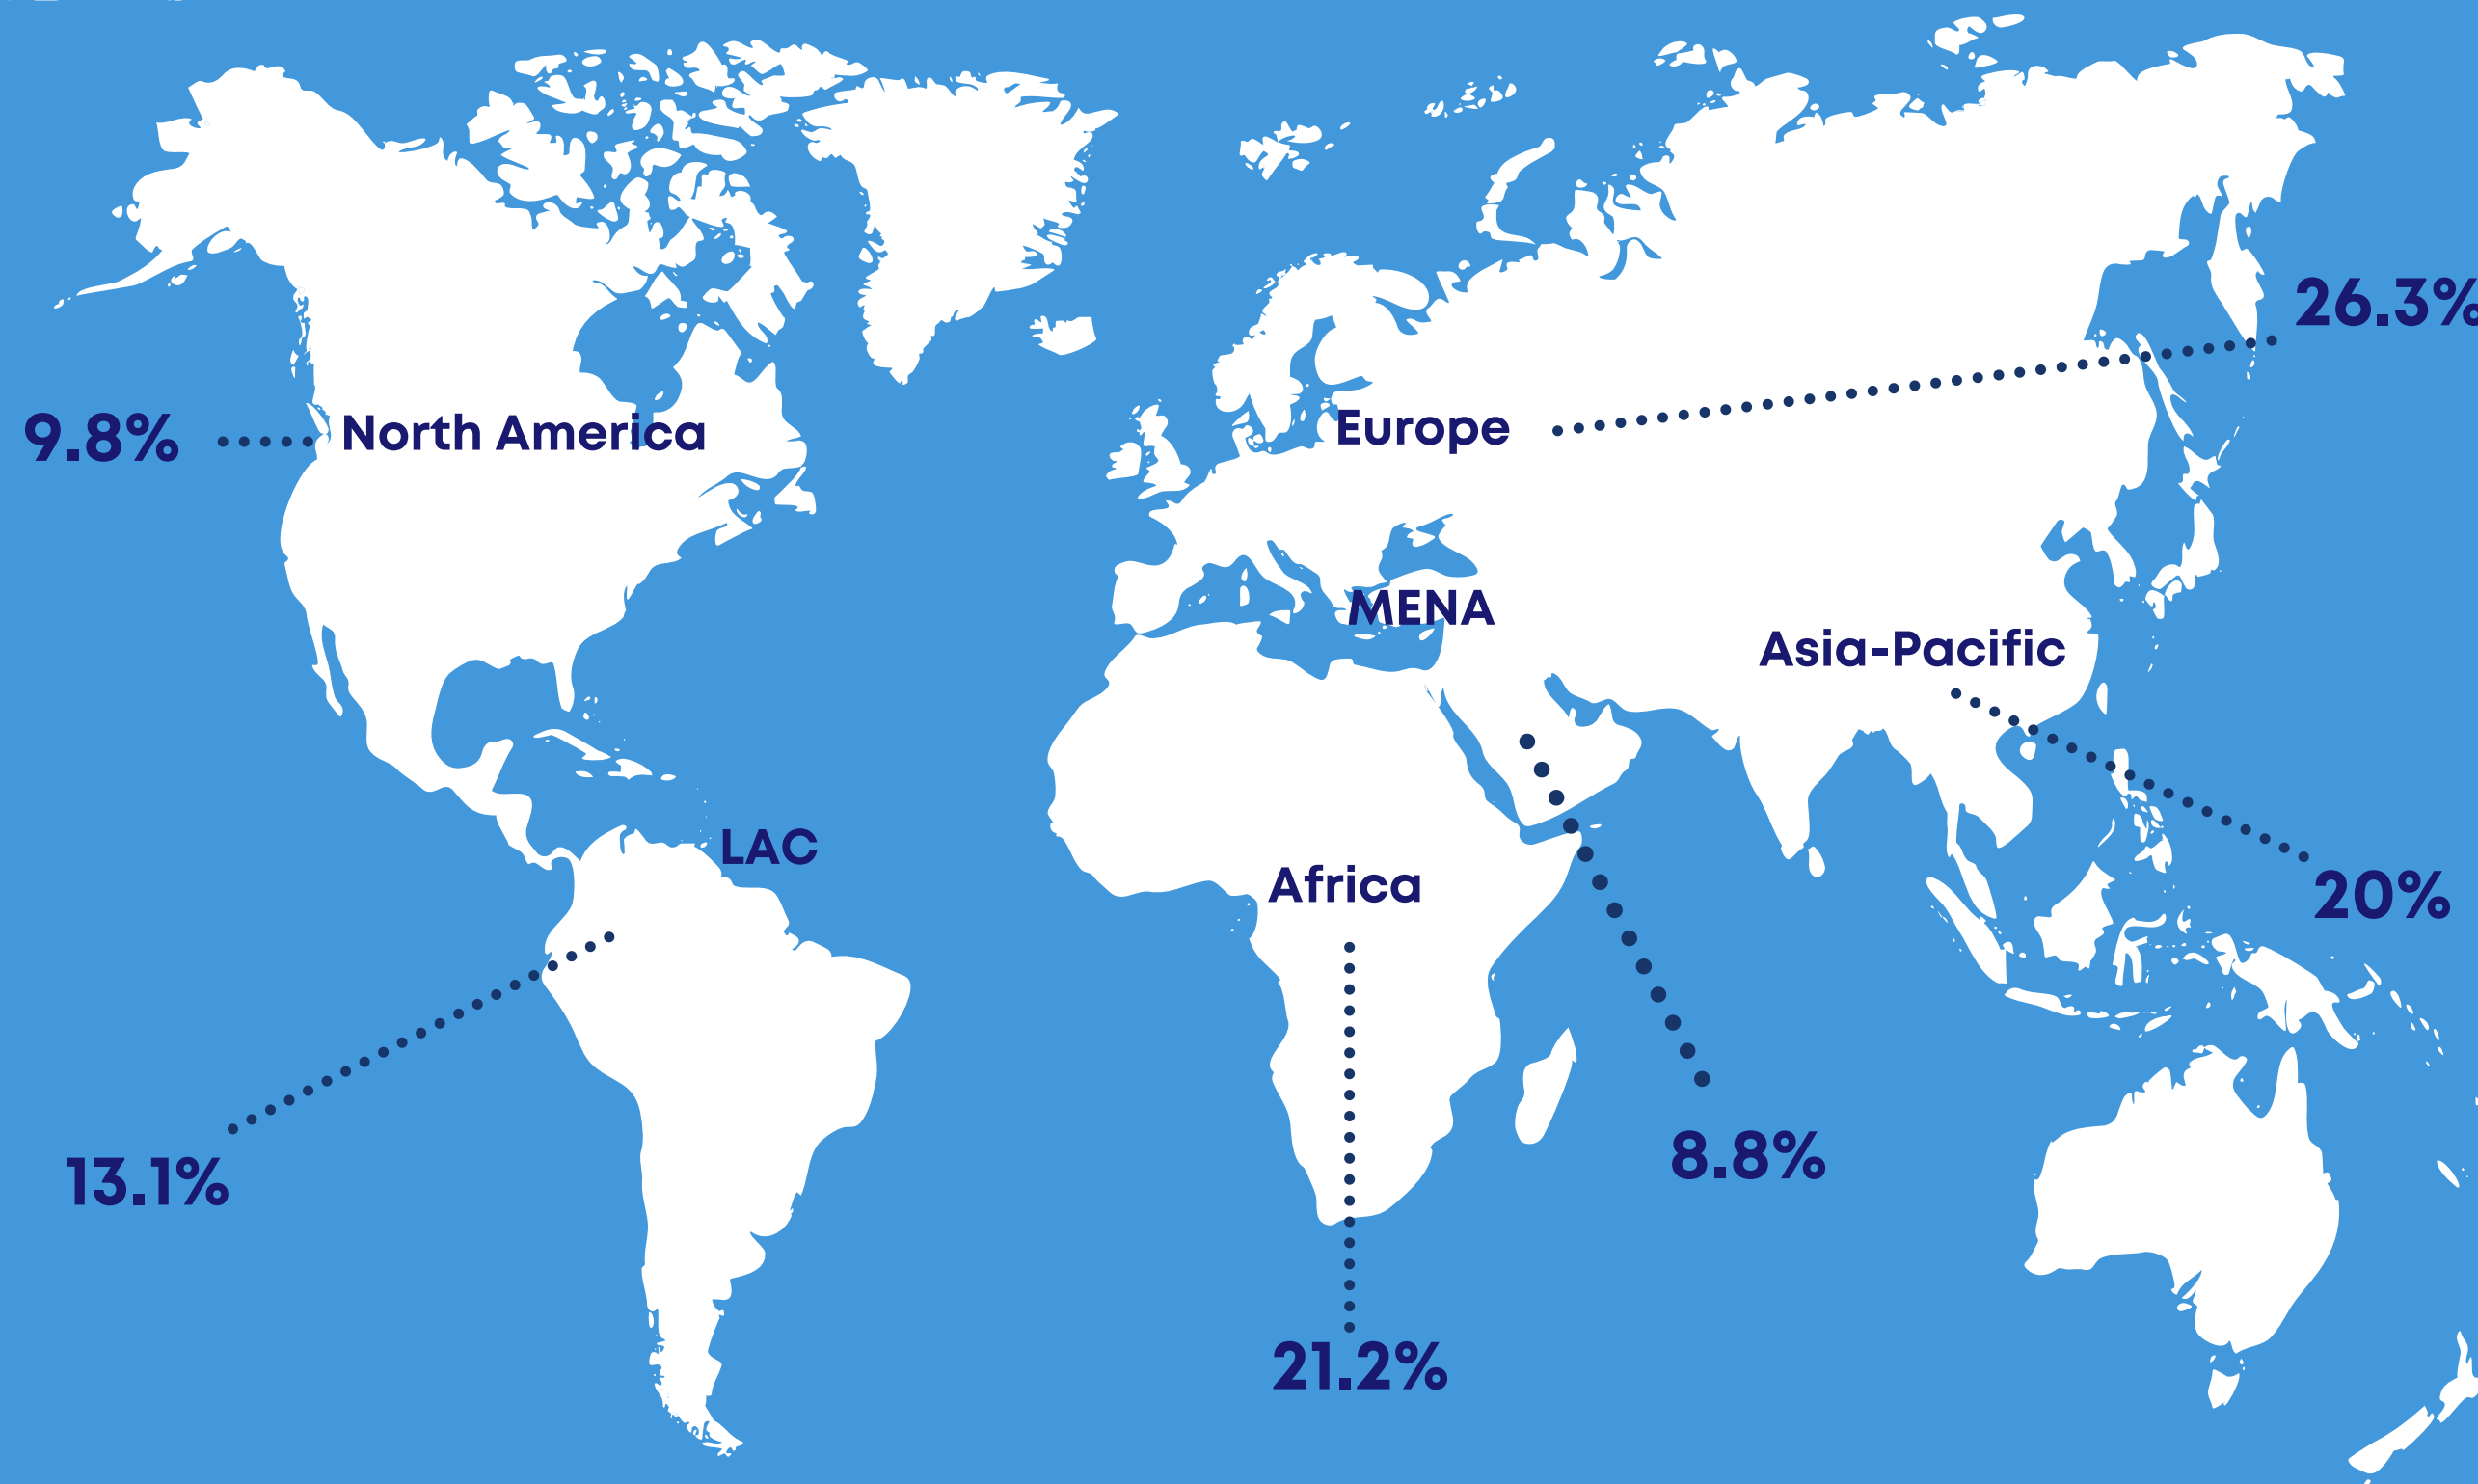 26.3%
9.8%
North America
Europe
MENA
Asia-Pacific
LAC
Africa
20%
13.1%
8.8%
21.2%